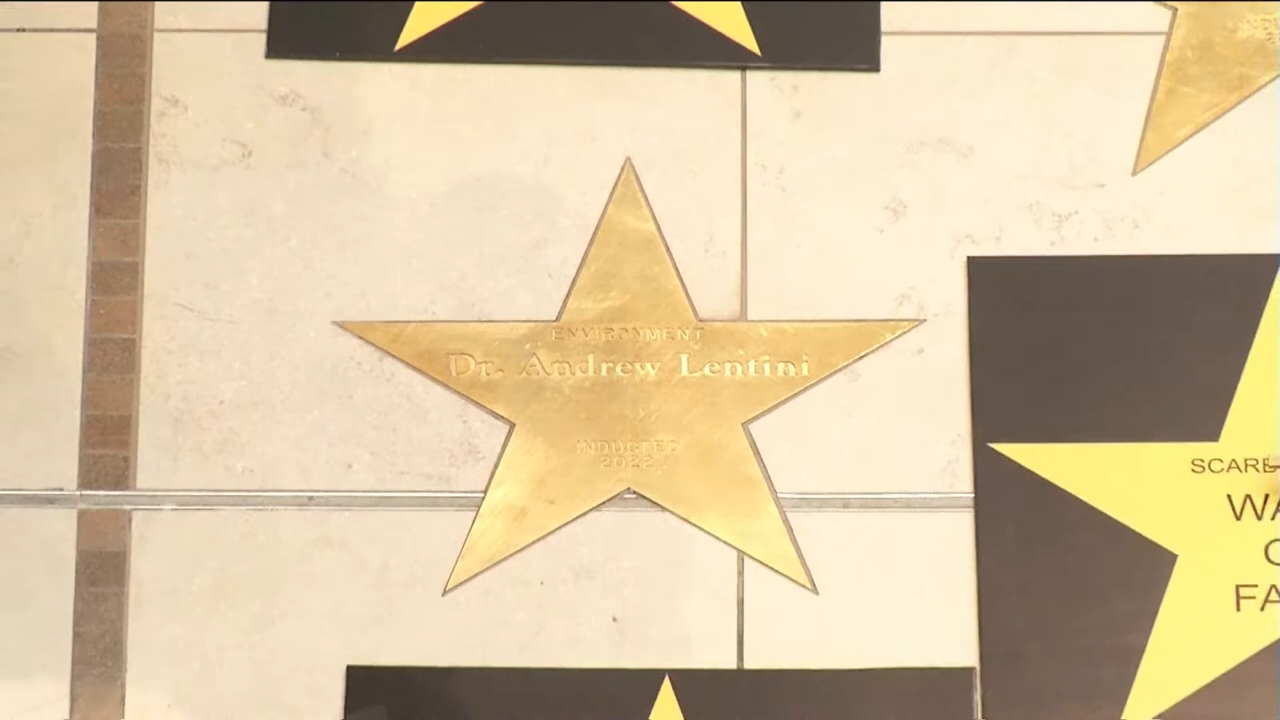 ENVIRONMENT
Dr. Andrew Lentini
INDUCTED
2022
SCARB
WA
O
FA